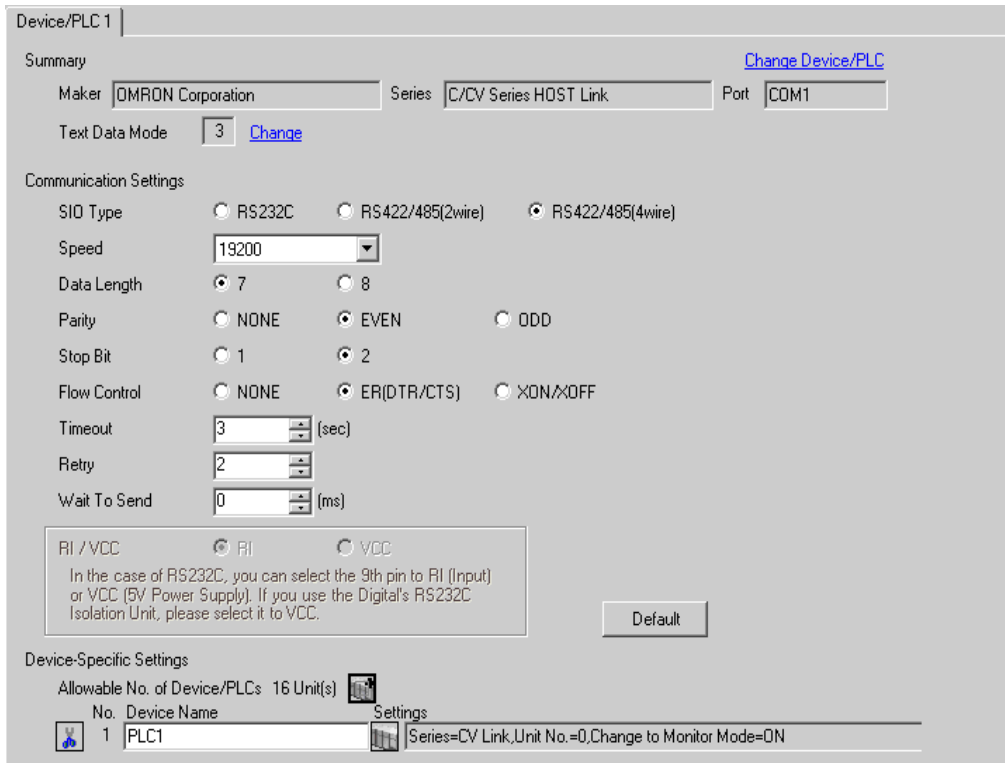 Device/PLC 1
Summary
Change Device/PLC
Maker OMRON Corporation Series C/CV Series HOST Link Port COM1
Text Data Mode 3 Change
Communication Settings
SIO Type RS232C RS422/485(2wire) RS422/485(4wire)
Speed 19200
Data Length 7 8
Parity NONE EVEN ODD
Stop Bit 1 2
Flow Control NONE ER(DTR/CTS) XON/XOFF
Timeout 3 (sec)
Retry 2
Wait To Send 0 (ms)
RI / VCC RI VCC
In the case of RS232C, you can select the 9th pin to RI (Input)
or VCC (5V Power Supply). If you use the Digital's RS232C
Isolation Unit, please select it to VCC.
Default
Device-Specific Settings
Allowable No. of Device/PLCs 16 Unit(s)
No. Device Name Settings
1 PLC1 Series=CV Link,Unit No.=0,Change to Monitor Mode=ON